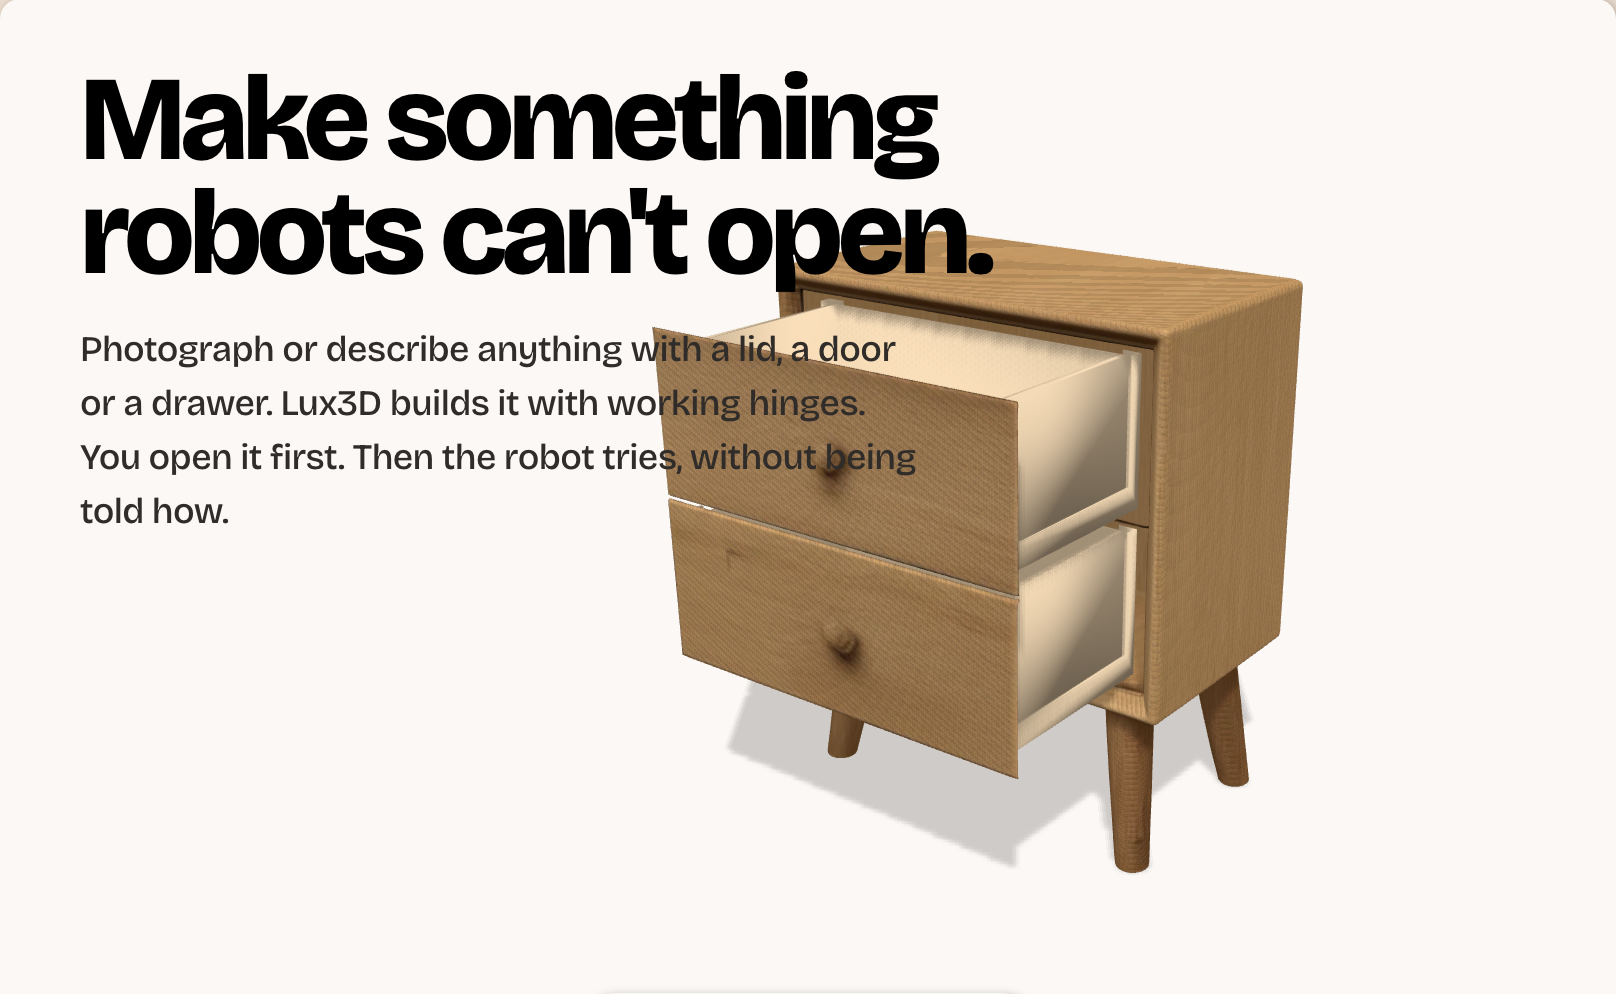 Make something
robots can't open.
Photograph or describe anything with a lid, a door
or a drawer. Lux3D builds it with working hinges.
You open it first. Then the robot tries, without being
told how.